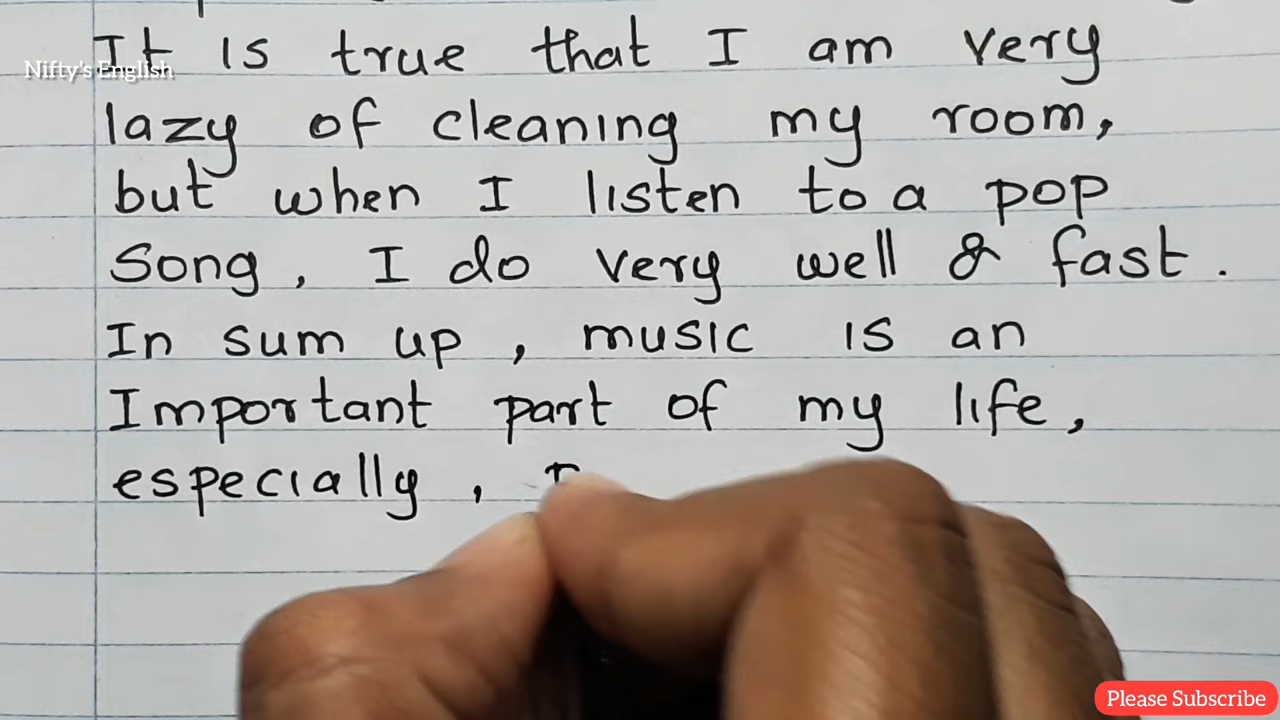 It is true that I am very
Nifty's English
lazy of cleaning my room,
but when I listen to a pop
Song, I do very well & fast.
In sum up, music is an
Important part of my life,
especially,
Please Subscribe